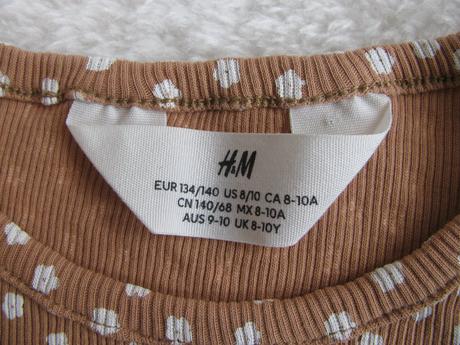 H&M
EUR 134/140 US 8/10 CA 8-10A
CN 140/68 MX 8-10A
AUS 9-10 UK 8-10Y